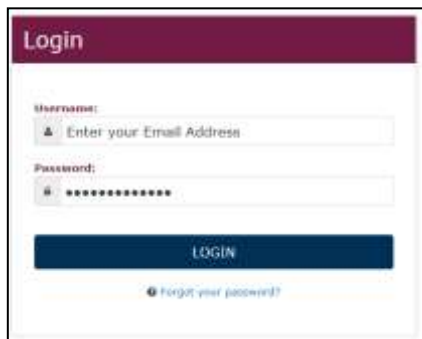 Login
Username:
Enter your Email Address
Password:
•••••••••••••
LOGIN
Forgot your password?